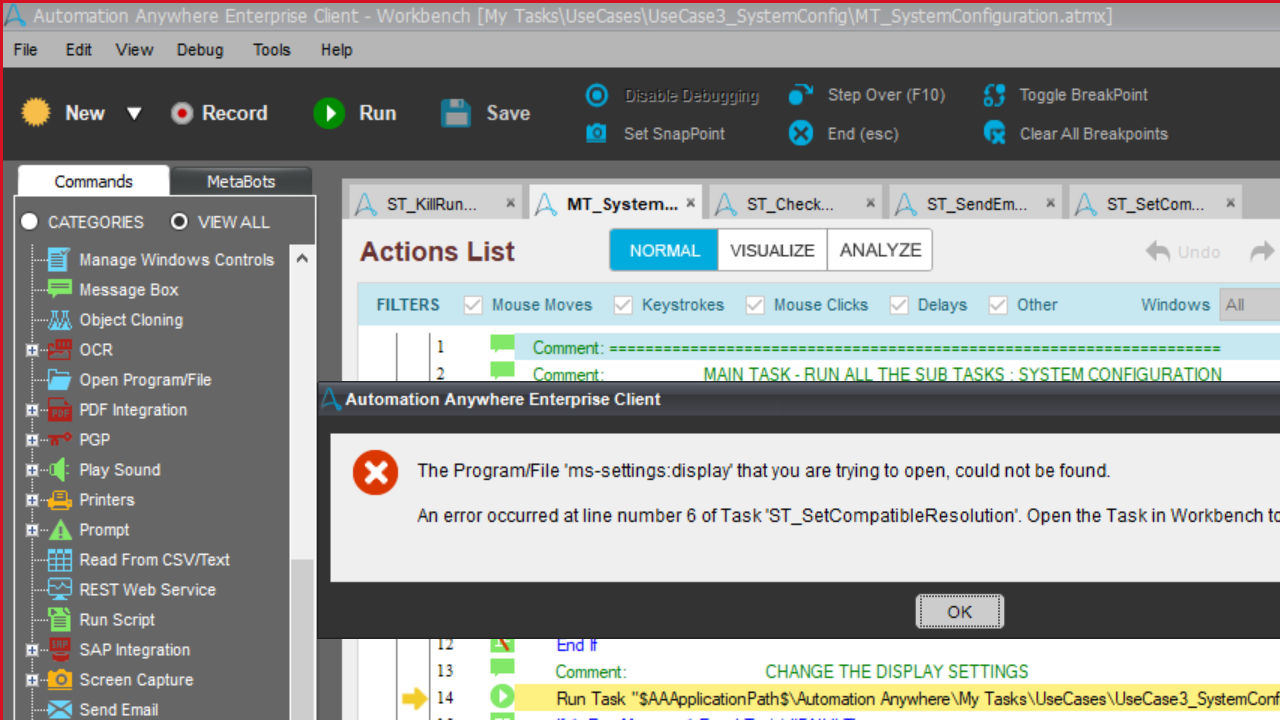 Automation Anywhere Enterprise Client - Workbench [My Tasks\UseCases\UseCase3_SystemConfig\MT_SystemConfiguration.atmx]
File Edit View Debug Tools Help
New Record Run Save
Disable Debugging Step Over (F10) Toggle BreakPoint
Set SnapPoint End (esc) Clear All Breakpoints
Commands MetaBots
CATEGORIES VIEW ALL
Manage Windows Controls
Message Box
Object Cloning
OCR
Open Program/File
PDF Integration
PGP
Play Sound
Printers
Prompt
Read From CSV/Text
REST Web Service
Run Script
SAP Integration
Screen Capture
Send Email
ST_KillRun... × MT_System... × ST_Check... × ST_SendEm... × ST_SetCom... ×
Actions List NORMAL VISUALIZE ANALYZE Undo
FILTERS Mouse Moves Keystrokes Mouse Clicks Delays Other Windows All
1 Comment: ====================================================================
2 Comment: MAIN TASK - RUN ALL THE SUB TASKS : SYSTEM CONFIGURATION
Automation Anywhere Enterprise Client
The Program/File 'ms-settings:display' that you are trying to open, could not be found.
An error occurred at line number 6 of Task 'ST_SetCompatibleResolution'. Open the Task in Workbench to
OK
12 End If
13 Comment: CHANGE THE DISPLAY SETTINGS
14 Run Task "$AAApplicationPath$\Automation Anywhere\My Tasks\UseCases\UseCase3_SystemConf